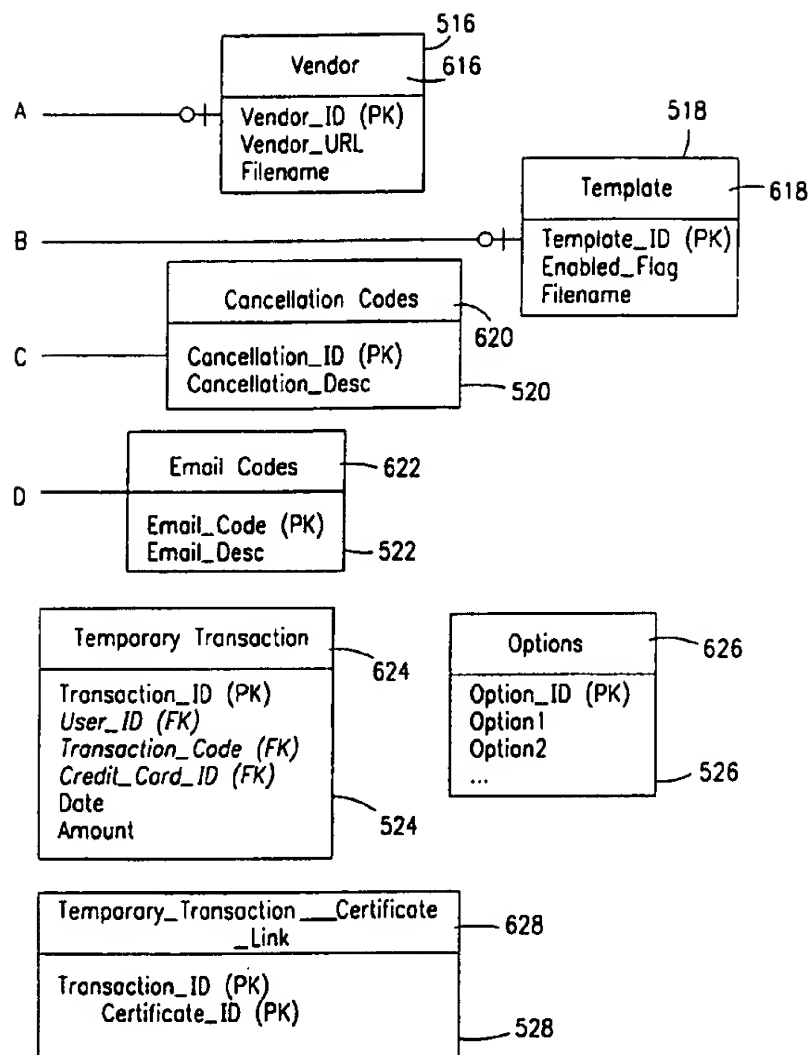 516
Vendor
616
A
Vendor_ID (PK)
Vendor_URL
Filename
518
Template
618
B
Template_ID (PK)
Enabled_Flag
Filename
Cancellation Codes
620
C
Cancellation_ID (PK)
Cancellation_Desc
520
Email Codes
622
D
Email_Code (PK)
Email_Desc
522
Temporary Transaction
624
Transaction_ID (PK)
User_ID (FK)
Transaction_Code (FK)
Credit_Card_ID (FK)
Date
Amount
524
Options
626
Option_ID (PK)
Option1
Option2
...
526
Temporary_Transaction___Certificate
_Link
628
Transaction_ID (PK)
Certificate_ID (PK)
528